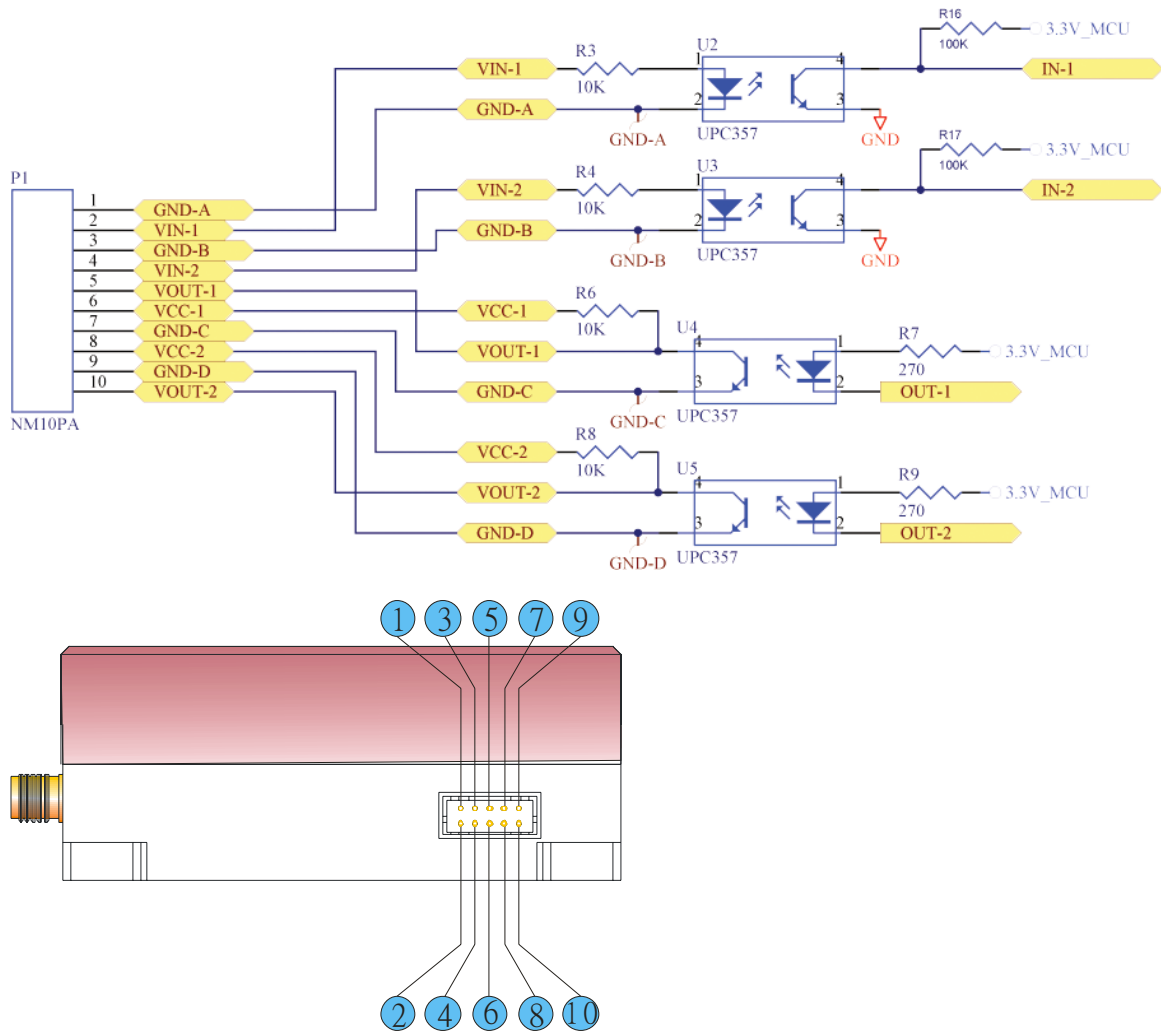 R16
3.3V_MCU
100K
U2
R3
VIN-1
1
4
IN-1
10K
GND-A
2
3
GND-A
UPC357
GND
R17
3.3V_MCU
100K
U3
R4
VIN-2
1
4
IN-2
10K
GND-B
2
3
GND-B
UPC357
GND
P1
1 GND-A
2 VIN-1
3 GND-B
4 VIN-2
5 VOUT-1
6 VCC-1
7 GND-C
8 VCC-2
9 GND-D
10 VOUT-2
NM10PA
R6
VCC-1
10K
U4
R7
VOUT-1
4
1
3.3V_MCU
270
GND-C
3
2
OUT-1
GND-C
UPC357
R8
VCC-2
10K
U5
R9
VOUT-2
4
1
3.3V_MCU
270
GND-D
3
2
OUT-2
GND-D
UPC357
1 3 5 7 9
2 4 6 8 10